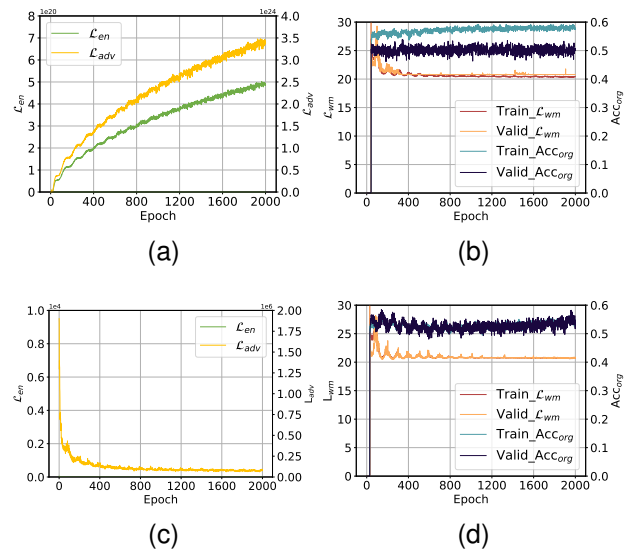 1e20 1e24
8 4.0
7 3.5
6 3.0
5 2.5
4 2.0
3 1.5
2 1.0
1 0.5
0 0.0
ℒen
ℒadv
ℒen
ℒadv
0 400 800 1200 1600 2000
Epoch
(a)
30 0.6
25 0.5
20 0.4
15 0.3
10 0.2
5 0.1
0 0.0
ℒwm
Accorg
Train_ℒwm
Valid_ℒwm
Train_Accorg
Valid_Accorg
0 400 800 1200 1600 2000
Epoch
(b)
1e4 1e6
1.0 2.00
1.75
0.8 1.50
0.6 1.25
1.00
0.4 0.75
0.2 0.50
0.25
0.0 0.00
ℒen
Ladv
ℒen
ℒadv
0 400 800 1200 1600 2000
Epoch
(c)
30 0.6
25 0.5
20 0.4
15 0.3
10 0.2
5 0.1
0 0.0
Lwm
Accorg
Train_ℒwm
Valid_ℒwm
Train_Accorg
Valid_Accorg
0 400 800 1200 1600 2000
Epoch
(d)